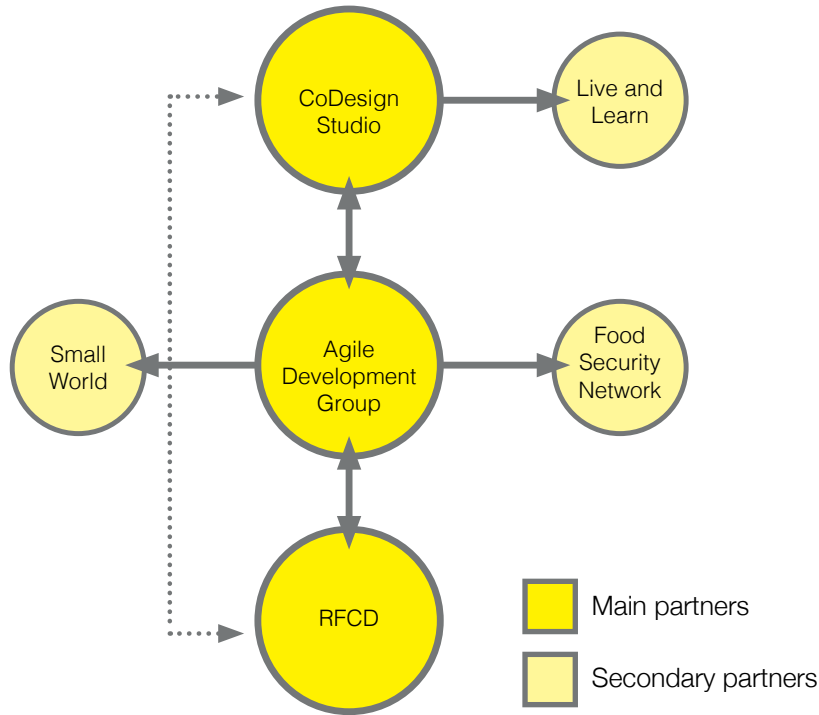 CoDesign
Studio
Live and
Learn
Small
World
Agile
Development
Group
Food
Security
Network
RFCD
Main partners
Secondary partners